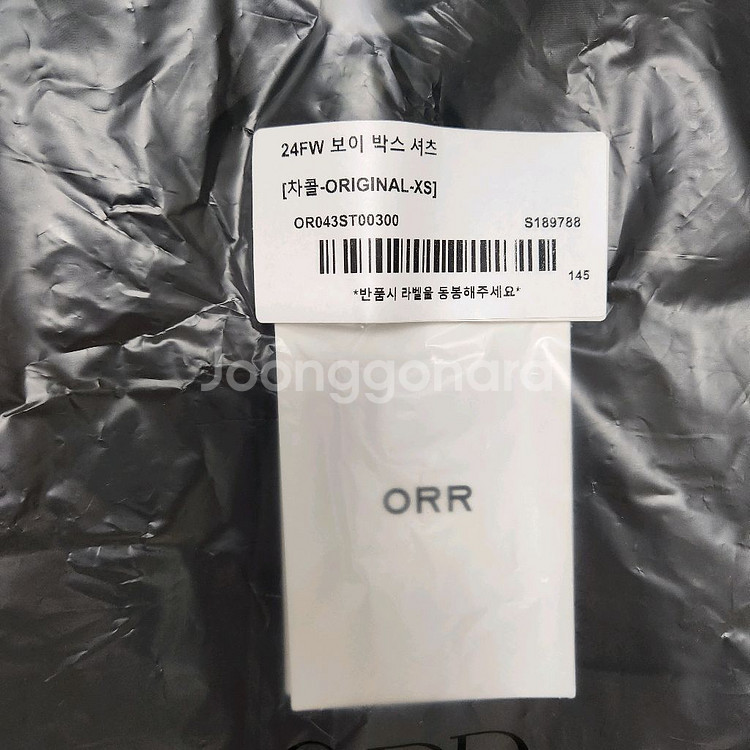 24FW 보이 박스 셔츠
[차콜-ORIGINAL-XS]
OR043ST00300 S189788
145
*반품시 라벨을 동봉해주세요*
Joonggonara
ORR